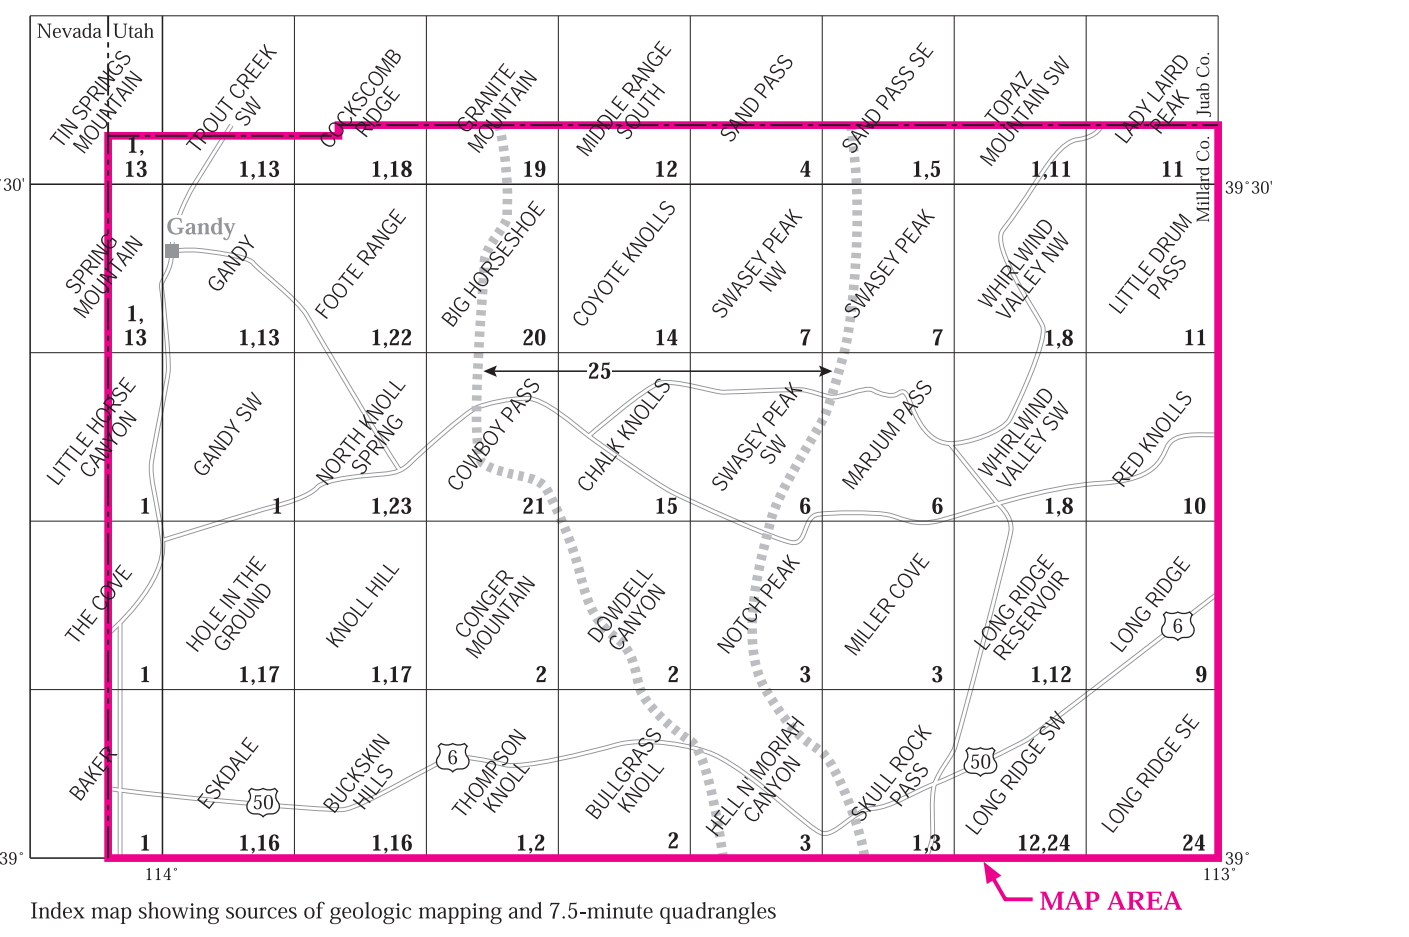 Nevada Utah
TIN SPRINGS
MOUNTAIN
TROUT CREEK
SW
COCKSCOMB
RIDGE
GRANITE
MOUNTAIN
MIDDLE RANGE
SOUTH
SAND PASS
SAND PASS SE
TOPAZ
MOUNTAIN SW
LADY LAIRD
PEAK
Juab Co.
Millard Co.
1,
13
1,13
1,18
19
12
4
1,5
1,11
11
30'
39°30'
Gandy
SPRING
MOUNTAIN
GANDY
FOOTE RANGE
BIG HORSESHOE
COYOTE KNOLLS
SWASEY PEAK
NW
SWASEY PEAK
WHIRLWIND
VALLEY NW
LITTLE DRUM
PASS
1,
13
1,13
1,22
20
14
7
7
1,8
11
25
LITTLE HORSE
CANYON
GANDY SW
NORTH KNOLL
SPRING
COWBOY PASS
CHALK KNOLLS
SWASEY PEAK
SW
MARJUM PASS
WHIRLWIND
VALLEY SW
RED KNOLLS
1
1
1,23
21
15
6
6
1,8
10
THE COVE
HOLE IN THE
GROUND
KNOLL HILL
CONGER
MOUNTAIN
DOWDELL
CANYON
NOTCH PEAK
MILLER COVE
LONG RIDGE
RESERVOIR
LONG RIDGE
6
1
1,17
1,17
2
2
3
3
1,12
9
BAKER
ESKDALE
50
BUCKSKIN
HILLS
6
THOMPSON
KNOLL
BULLGRASS
KNOLL
HELL N' MORIAH
CANYON
SKULL ROCK
PASS
50
LONG RIDGE SW
LONG RIDGE SE
1
1,16
1,16
1,2
2
3
1,3
12,24
24
39°
39°
114°
113°
MAP AREA
Index map showing sources of geologic mapping and 7.5-minute quadrangles